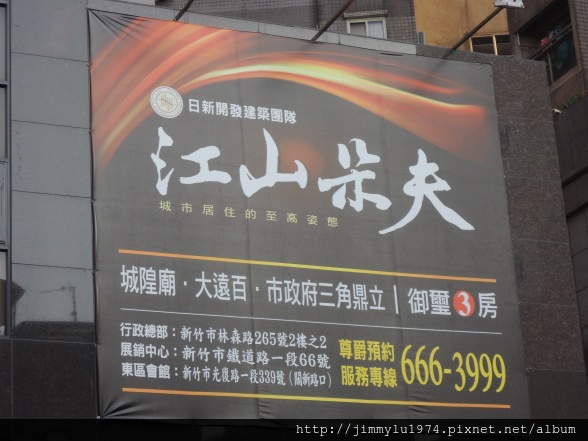 日新開發建築團隊
江山朵夫
城市居住的至高姿態
城隍廟‧大遠百‧市政府三角鼎立｜御璽3房
行政總部：新竹市林森路265號2樓之2
展銷中心：新竹市鐵道路一段66號
東區會館：新竹市光復路一段339號（關新路口）
尊爵預約
服務專線
666-3999
http://jimmylu1974.pixnet.net/album